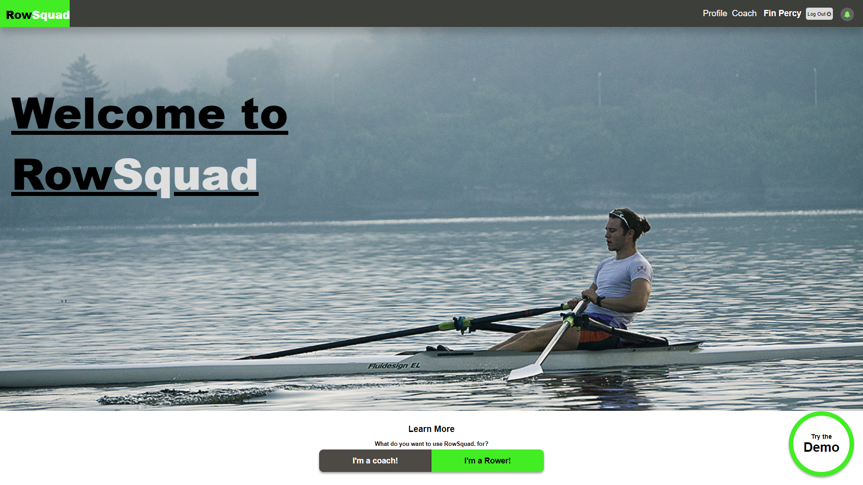 RowSquad
Profile Coach Fin Percy Log Out
Welcome to
RowSquad
Fluidesign EL
Learn More
What do you want to use RowSquad. for?
I'm a coach! I'm a Rower!
Try the
Demo